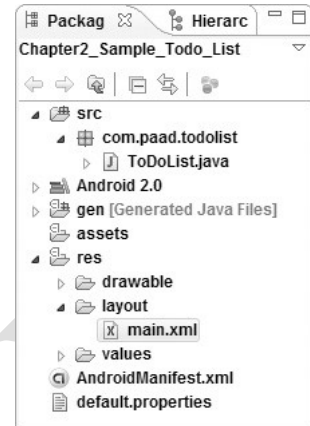 Packag Hierarc
Chapter2_Sample_Todo_List
src
com.paad.todolist
ToDoList.java
Android 2.0
gen [Generated Java Files]
assets
res
drawable
layout
main.xml
values
AndroidManifest.xml
default.properties